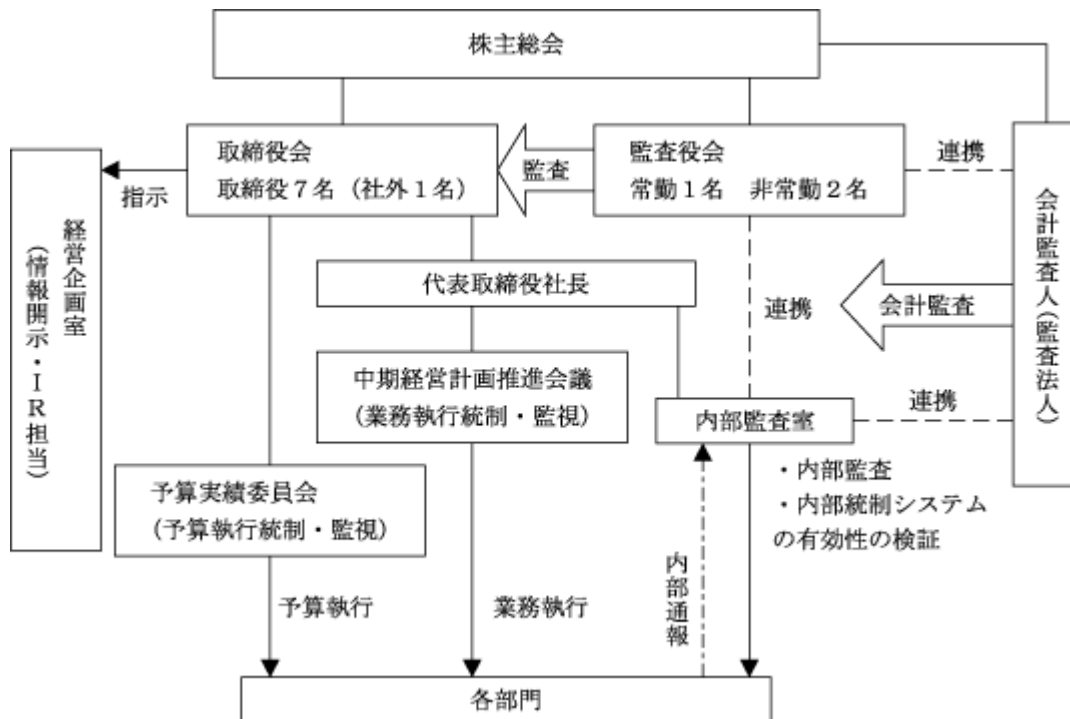 株主総会
取締役会
取締役7名（社外1名）
監査
監査役会
常勤1名　非常勤2名
連携
会計監査人（監査法人）
指示
経営企画室
（情報開示・IR担当）
代表取締役社長
連携
会計監査
中期経営計画推進会議
（業務執行統制・監視）
内部監査室
連携
・内部監査
・内部統制システム
の有効性の検証
予算実績委員会
（予算執行統制・監視）
予算執行
業務執行
内部通報
各部門